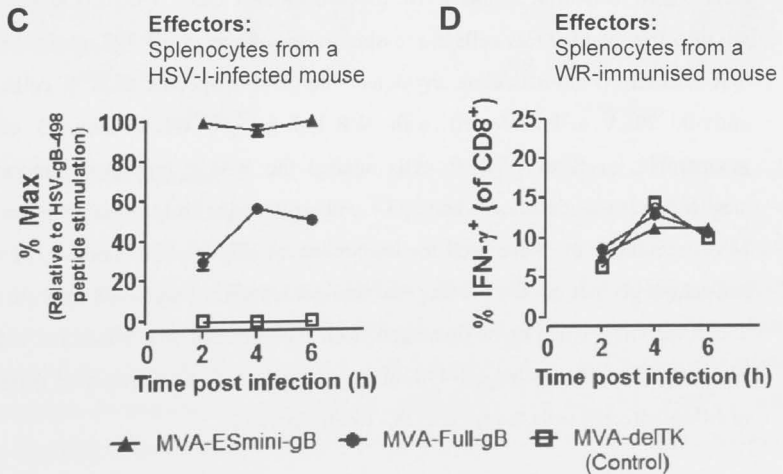 C
Effectors:
Splenocytes from a
HSV-I-infected mouse
% Max
(Relative to HSV-gB-498
peptide stimulation)
100
80
60
40
20
0
0 2 4 6
Time post infection (h)
D
Effectors:
Splenocytes from a
WR-immunised mouse
% IFN-γ⁺ (of CD8⁺)
25
20
15
10
5
0
0 2 4 6
Time post infection (h)
MVA-ESmini-gB
MVA-Full-gB
MVA-delTK
(Control)